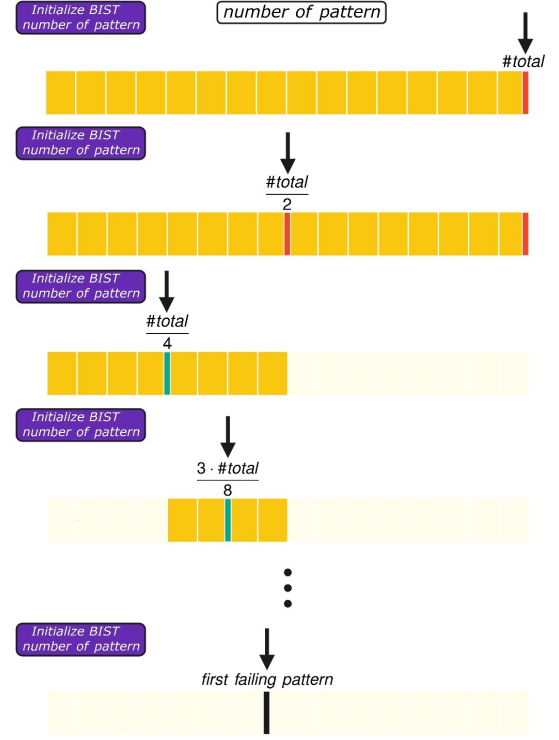 Initialize BIST
number of pattern
number of pattern
#total
Initialize BIST
number of pattern
#total
2
Initialize BIST
number of pattern
#total
4
Initialize BIST
number of pattern
3 · #total
8
Initialize BIST
number of pattern
first failing pattern